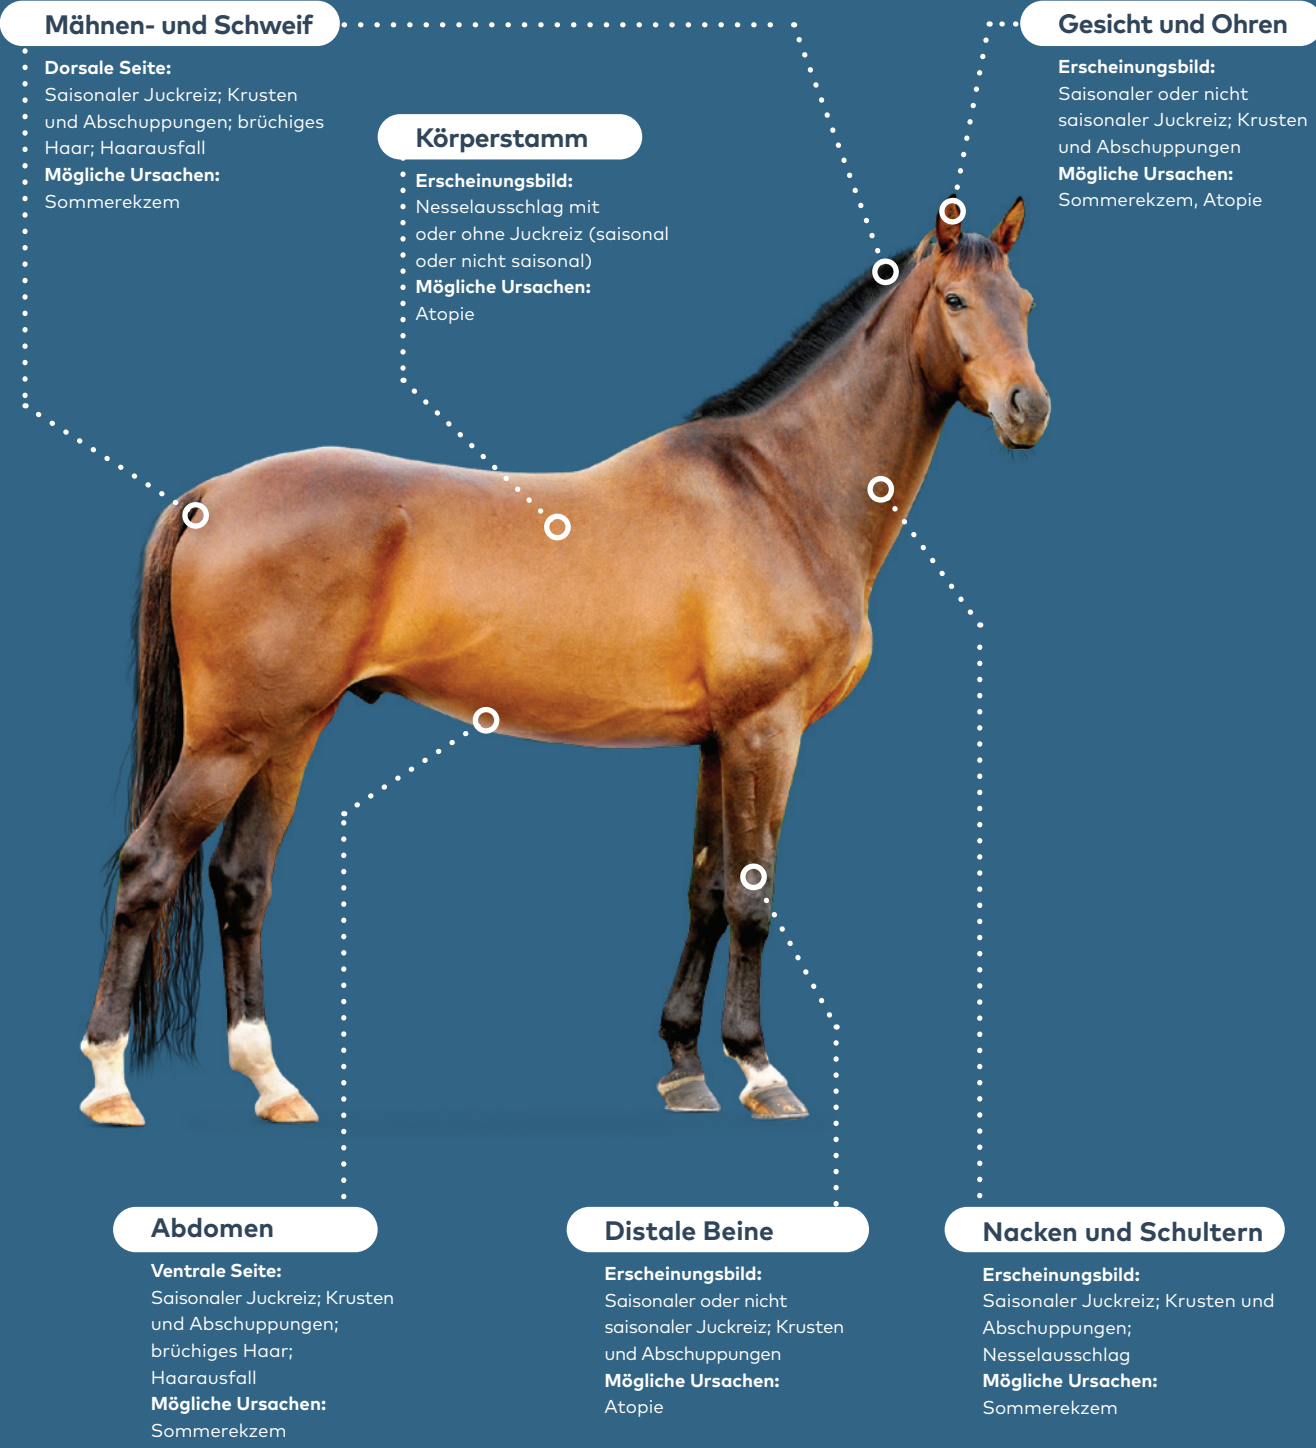 Mähnen- und Schweif
Dorsale Seite:
Saisonaler Juckreiz; Krusten
und Abschuppungen; brüchiges
Haar; Haarausfall
Mögliche Ursachen:
Sommerekzem
Körperstamm
Erscheinungsbild:
Nesselausschlag mit
oder ohne Juckreiz (saisonal
oder nicht saisonal)
Mögliche Ursachen:
Atopie
Gesicht und Ohren
Erscheinungsbild:
Saisonaler oder nicht
saisonaler Juckreiz; Krusten
und Abschuppungen
Mögliche Ursachen:
Sommerekzem, Atopie
Abdomen
Ventrale Seite:
Saisonaler Juckreiz; Krusten
und Abschuppungen;
brüchiges Haar;
Haarausfall
Mögliche Ursachen:
Sommerekzem
Distale Beine
Erscheinungsbild:
Saisonaler oder nicht
saisonaler Juckreiz; Krusten
und Abschuppungen
Mögliche Ursachen:
Atopie
Nacken und Schultern
Erscheinungsbild:
Saisonaler Juckreiz; Krusten und
Abschuppungen;
Nesselausschlag
Mögliche Ursachen:
Sommerekzem